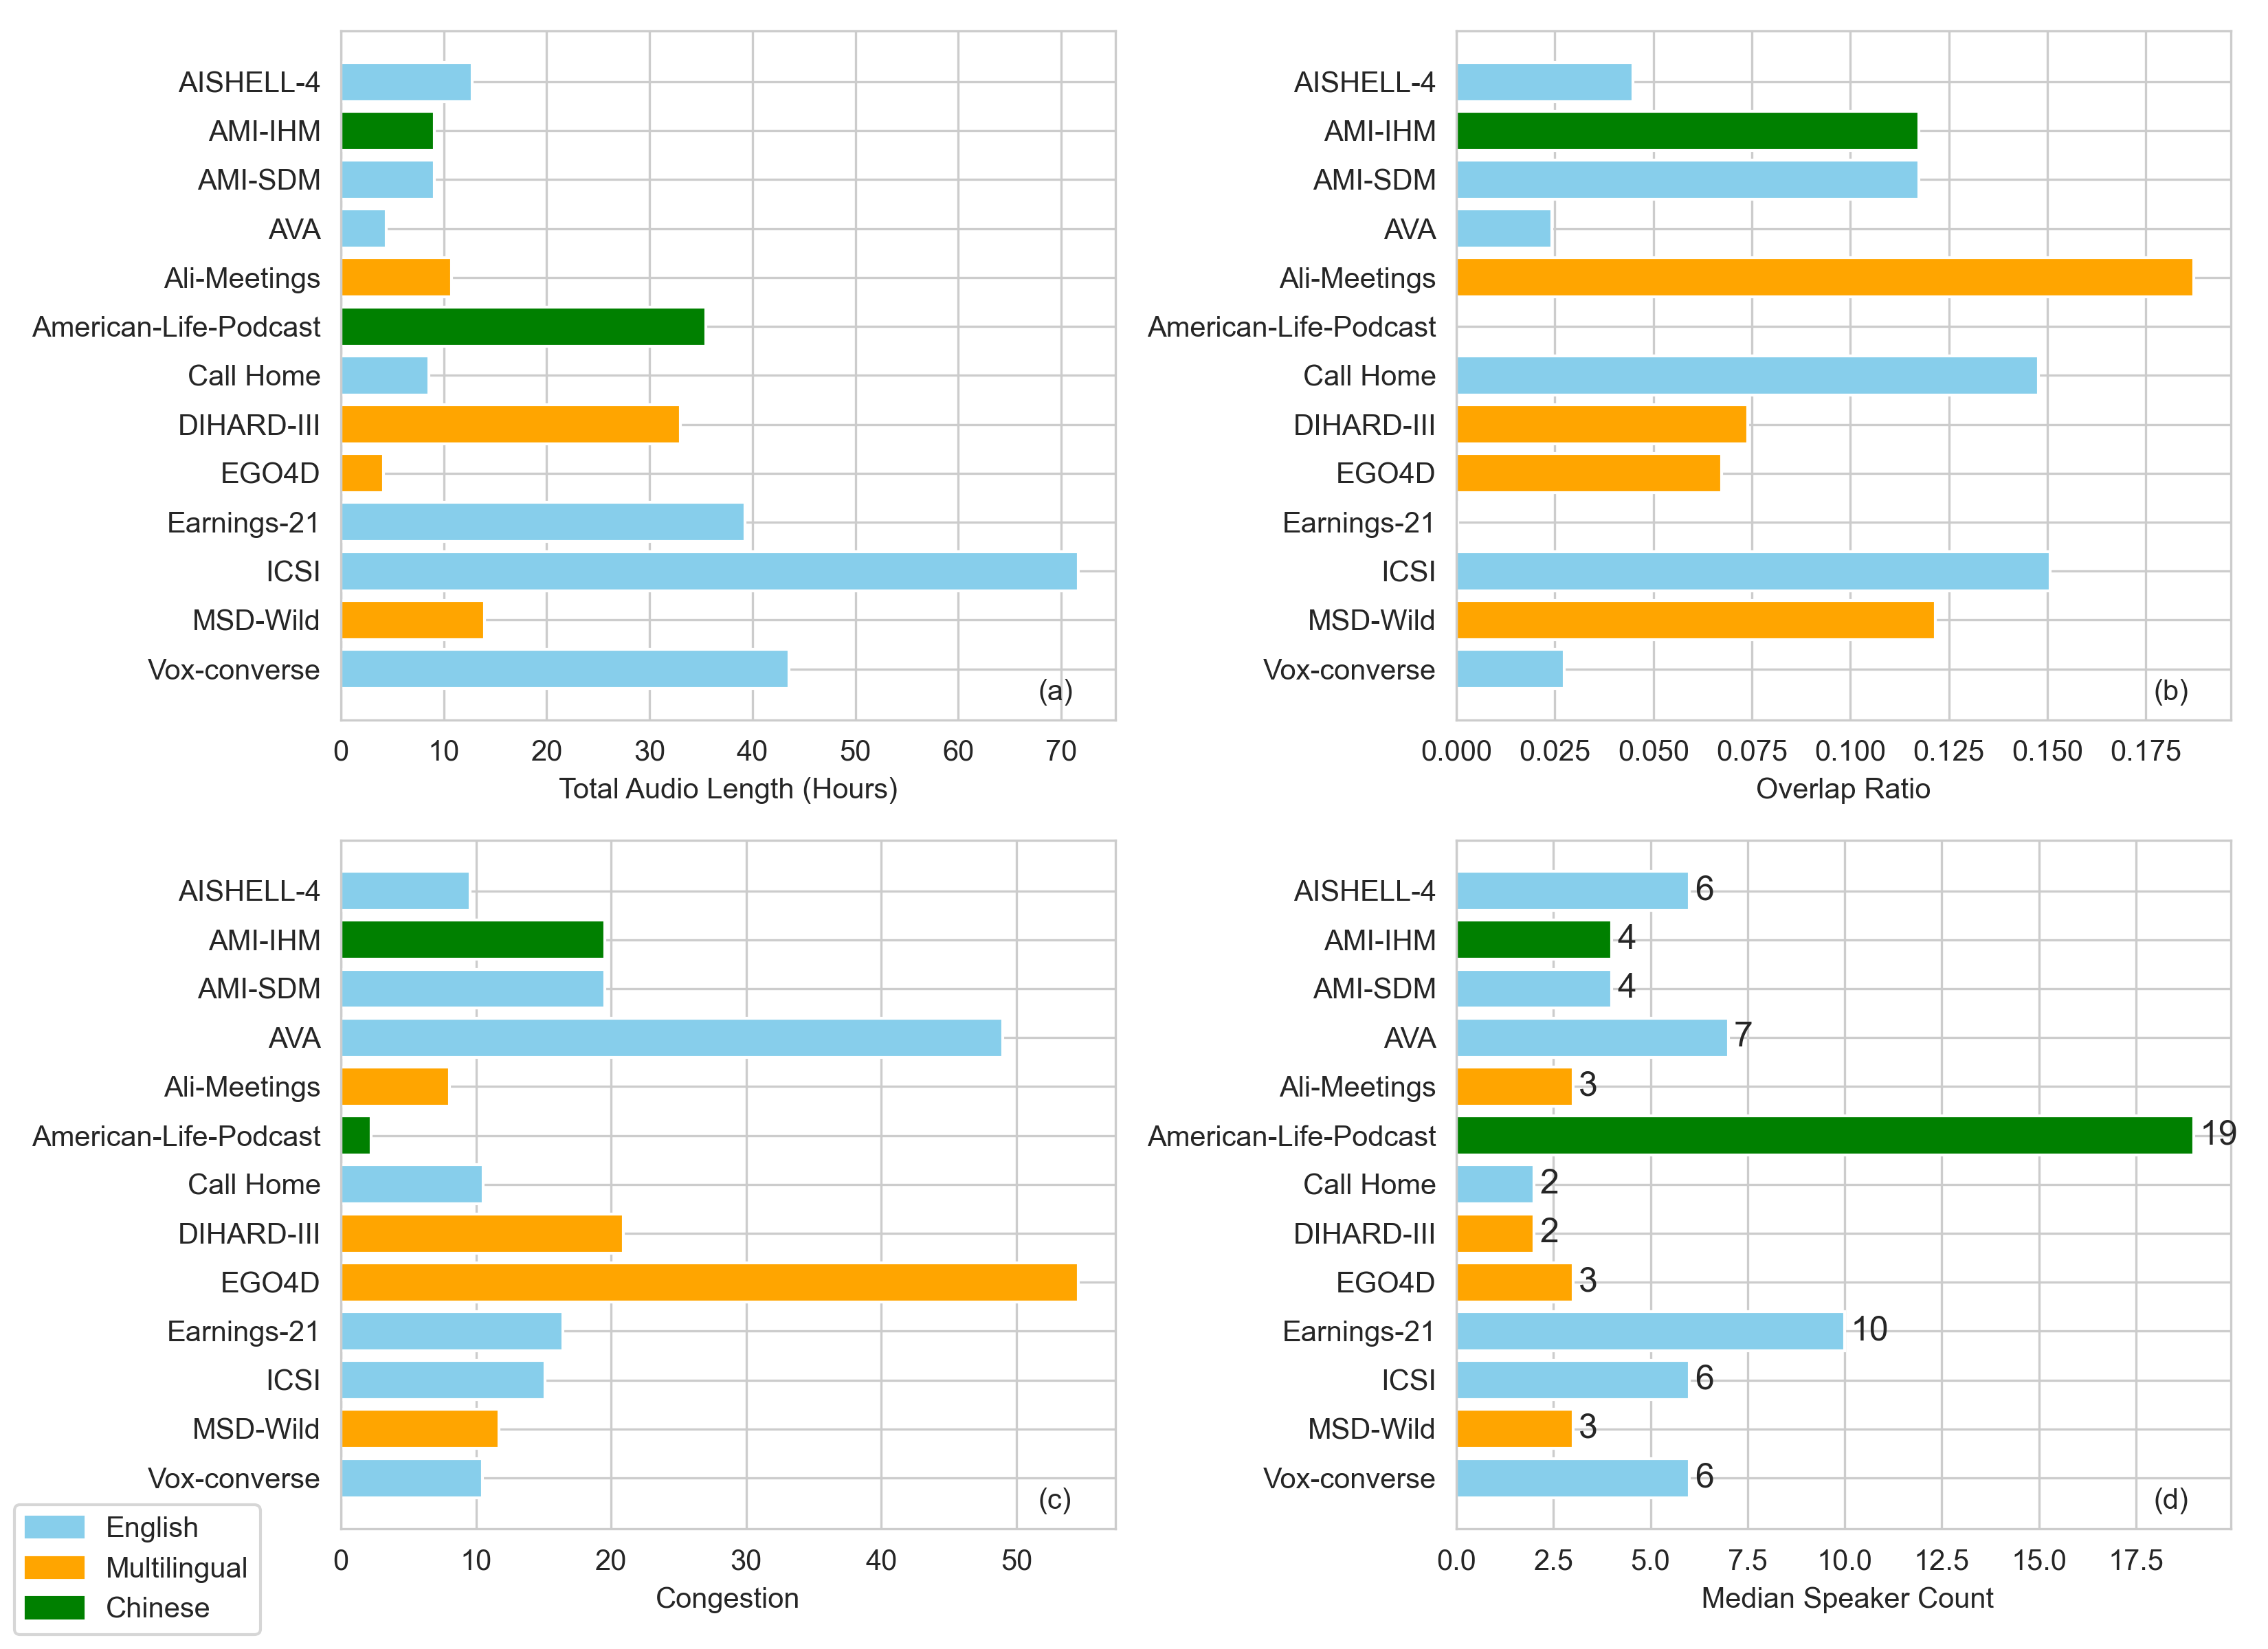 AISHELL-4
AMI-IHM
AMI-SDM
AVA
Ali-Meetings
American-Life-Podcast
Call Home
DIHARD-III
EGO4D
Earnings-21
ICSI
MSD-Wild
Vox-converse
(a)
0 10 20 30 40 50 60 70
Total Audio Length (Hours)
AISHELL-4
AMI-IHM
AMI-SDM
AVA
Ali-Meetings
American-Life-Podcast
Call Home
DIHARD-III
EGO4D
Earnings-21
ICSI
MSD-Wild
Vox-converse
(b)
0.000 0.025 0.050 0.075 0.100 0.125 0.150 0.175
Overlap Ratio
AISHELL-4
AMI-IHM
AMI-SDM
AVA
Ali-Meetings
American-Life-Podcast
Call Home
DIHARD-III
EGO4D
Earnings-21
ICSI
MSD-Wild
Vox-converse
(c)
0 10 20 30 40 50
Congestion
AISHELL-4 6
AMI-IHM 4
AMI-SDM 4
AVA 7
Ali-Meetings 3
American-Life-Podcast 19
Call Home 2
DIHARD-III 2
EGO4D 3
Earnings-21 10
ICSI 6
MSD-Wild 3
Vox-converse 6
(d)
0.0 2.5 5.0 7.5 10.0 12.5 15.0 17.5
Median Speaker Count
English
Multilingual
Chinese